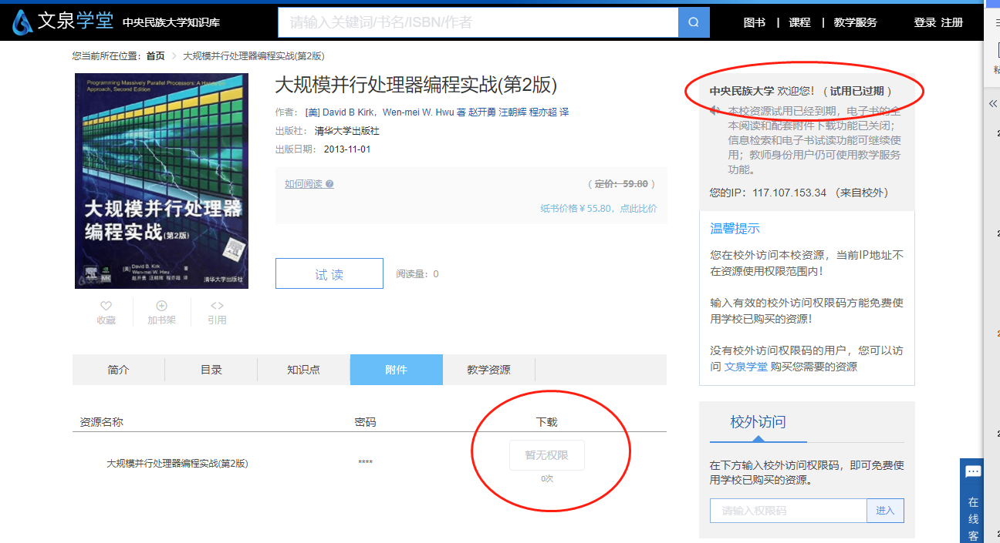 文泉学堂 中央民族大学知识库
请输入关键词/书名/ISBN/作者
图书 | 课程 | 教学服务
登录 注册
您当前所在位置：首页 > 大规模并行处理器编程实战(第2版)
Programming Massively Parallel Processors: A Hands-on
Approach, Second Edition
大规模并行处理器
编程实战(第2版)
[美] David B. Kirk
Wen-mei W. Hwu 著
赵开勇 汪朝辉 程亦超 译
清华大学出版社
收藏
加书架
引用
大规模并行处理器编程实战(第2版)
作者： [美] David B Kirk，Wen-mei W. Hwu 著 赵开勇 汪朝辉 程亦超 译
出版社： 清华大学出版社
出版日期： 2013-11-01
如何阅读
（ 定价：59.80 ）
纸书价格￥55.80，点此比价
试 读
阅读量：0
简介
目录
知识点
附件
教学资源
资源名称 密码 下载
大规模并行处理器编程实战(第2版) **** 暂无权限
0次
中央民族大学 欢迎您！（ 试用已过期 ）
本校资源试用已经到期，电子书的全
本阅读和配套附件下载功能已关闭；
信息检索和电子书试读功能可继续使
用；教师身份用户仍可使用教学服务
功能。
您的IP：117.107.153.34 （来自校外）
温馨提示
您在校外访问本校资源，当前IP地址不
在资源使用权限范围内！
输入有效的校外访问权限码方能免费使
用学校已购买的资源！
没有校外访问权限码的用户，您可以访
问 文泉学堂 购买您需要的资源
校外访问
在下方输入校外访问权限码，即可免费使
用学校已购买的资源。
请输入权限码
进入
在
线
客